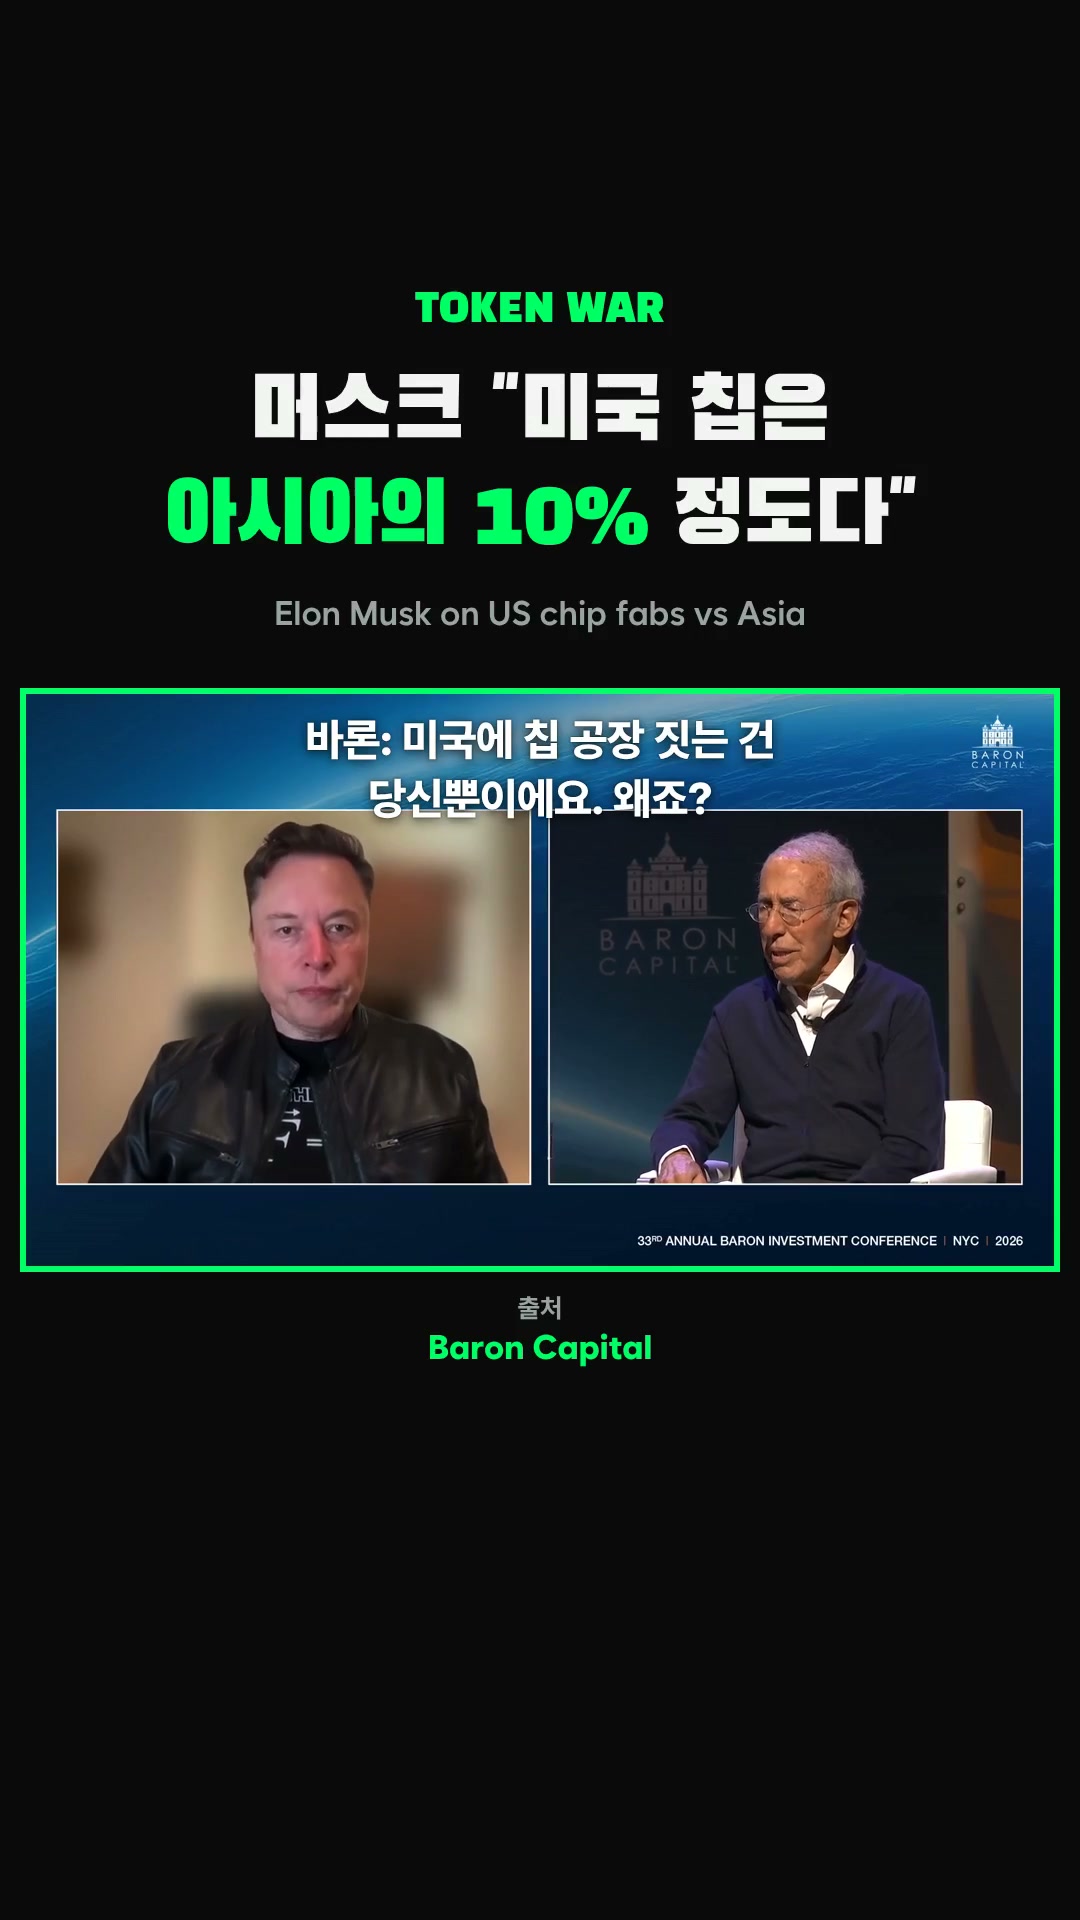 TOKEN WAR
머스크 "미국 칩은
아시아의 10% 정도다"
Elon Musk on US chip fabs vs Asia
바론: 미국에 칩 공장 짓는 건
당신뿐이에요. 왜죠?
BARON
CAPITAL
BARON
CAPITAL
33RD ANNUAL BARON INVESTMENT CONFERENCE | NYC | 2026
출처
Baron Capital